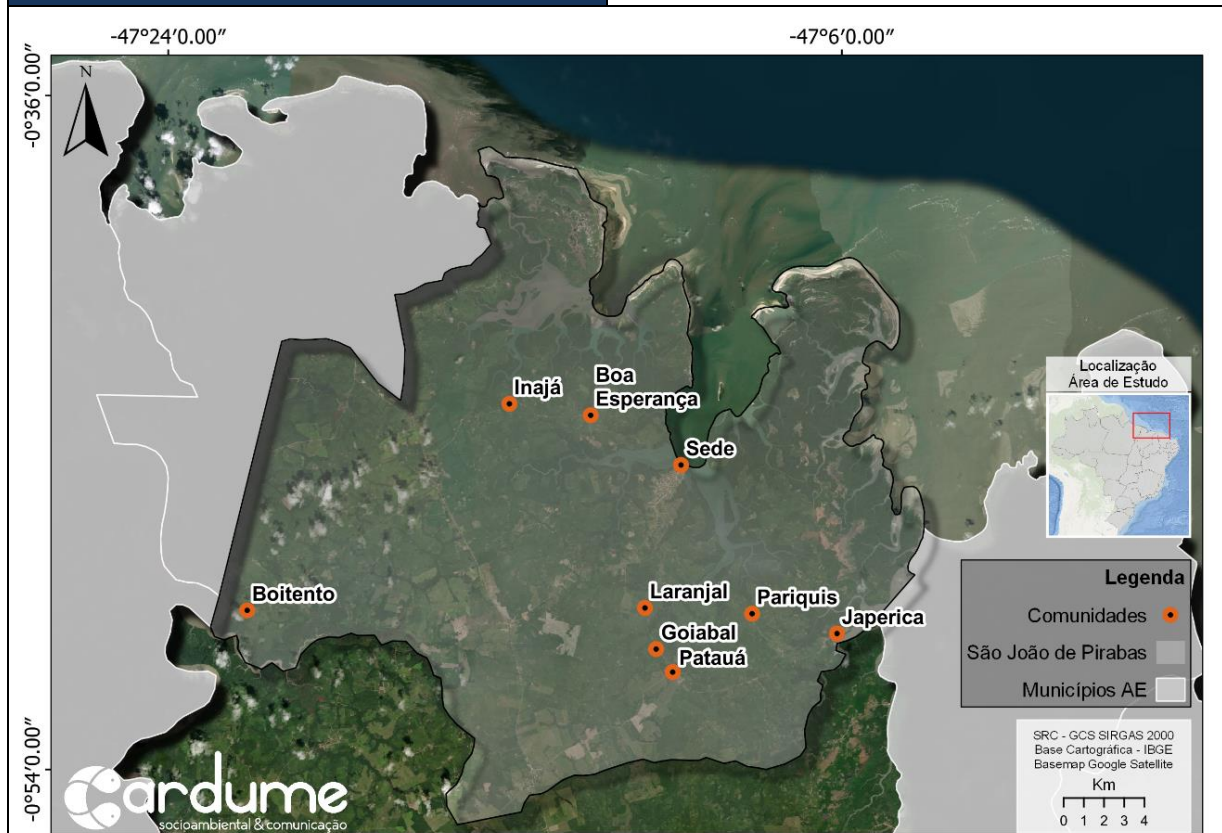 -47°24'0.00"
-47°6'0.00"
-0°36'0.00"
N
Inajá
Boa
Esperança
Sede
Localização
Área de Estudo
Boitento
Laranjal
Pariquis
Japerica
Goiabal
Patauá
Legenda
Comunidades
São João de Pirabas
Municípios AE
-0°54'0.00"
SRC - GCS SIRGAS 2000
Base Cartográfica - IBGE
Basemap Google Satellite
Km
0 1 2 3 4
Cardume
socioambiental & comunicação